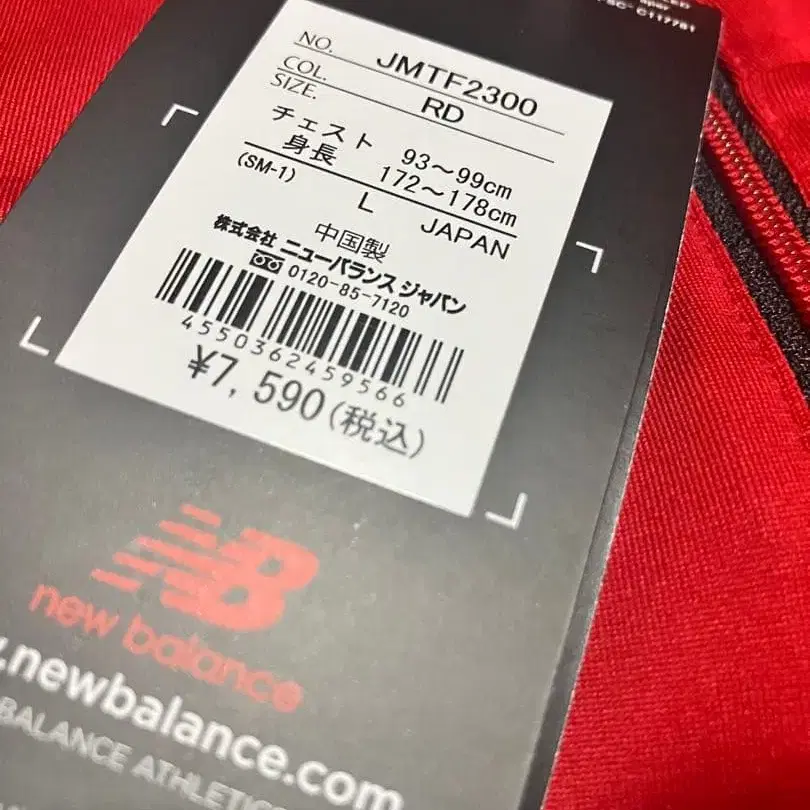 C117751
NO. JMTF2300
COL. RD
SIZE.
チェスト 93～99cm
身長 172～178cm
(SM-1) L JAPAN
中国製
株式会社 ニューバランス ジャパン
0120-85-7120
4550362459566
¥7,590(税込)
NB
new balance
.newbalance.com
BALANCE ATHLETIC